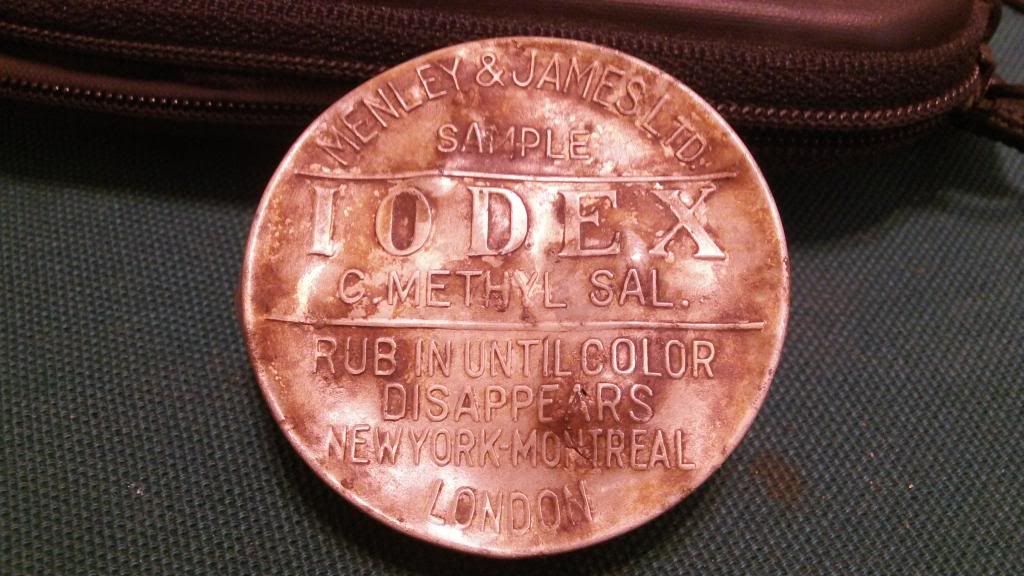 MENLEY & JAMES LTD.
SAMPLE
IODEX
C. METHYL SAL.
RUB IN UNTIL COLOR
DISAPPEARS
NEW YORK-MONTREAL
LONDON